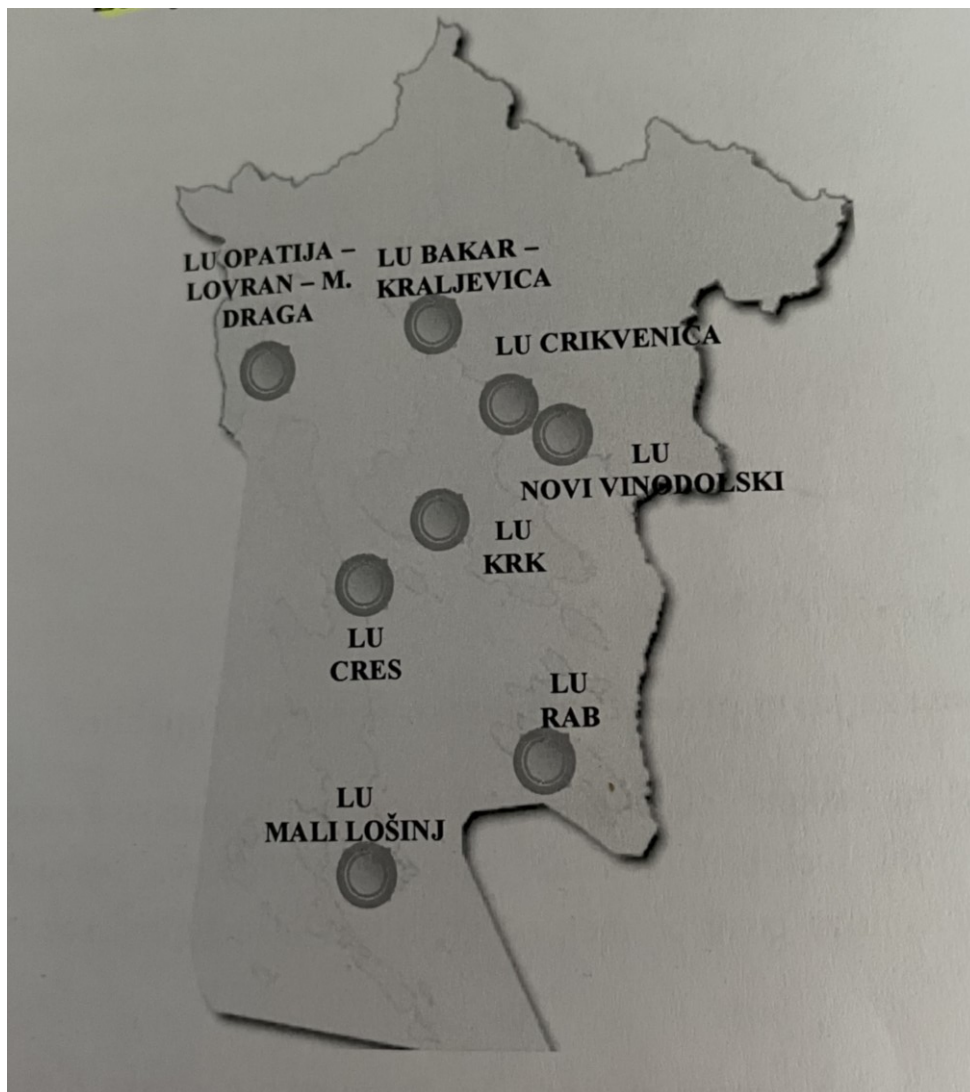 LU OPATIJA –
LOVRAN – M.
DRAGA
LU BAKAR –
KRALJEVICA
LU CRIKVENICA
LU
NOVI VINODOLSKI
LU
KRK
LU
CRES
LU
RAB
LU
MALI LOŠINJ